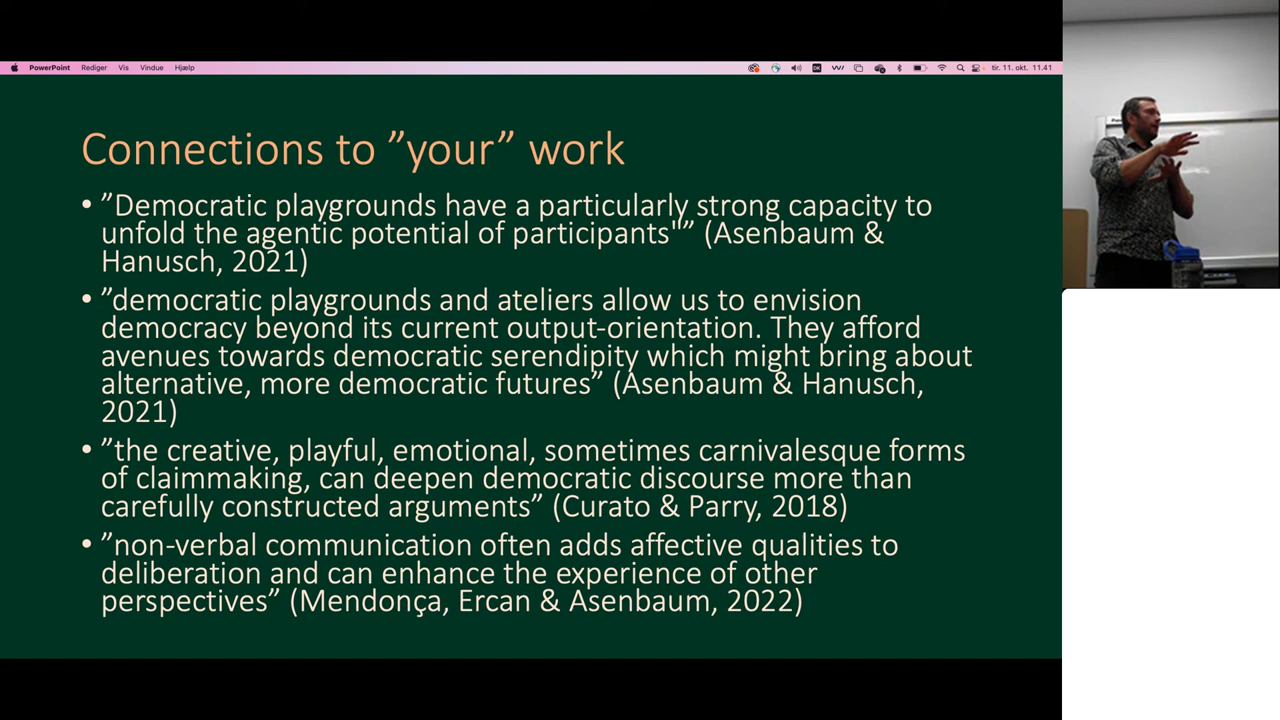 PowerPoint Rediger Vis Vindue Hjælp
tir. 11. okt. 11.41
Connections to ”your” work
• ”Democratic playgrounds have a particularly strong capacity to
unfold the agentic potential of participants"” (Asenbaum &
Hanusch, 2021)
• ”democratic playgrounds and ateliers allow us to envision
democracy beyond its current output-orientation. They afford
avenues towards democratic serendipity which might bring about
alternative, more democratic futures” (Asenbaum & Hanusch,
2021)
• ”the creative, playful, emotional, sometimes carnivalesque forms
of claimmaking, can deepen democratic discourse more than
carefully constructed arguments” (Curato & Parry, 2018)
• ”non-verbal communication often adds affective qualities to
deliberation and can enhance the experience of other
perspectives” (Mendonça, Ercan & Asenbaum, 2022)